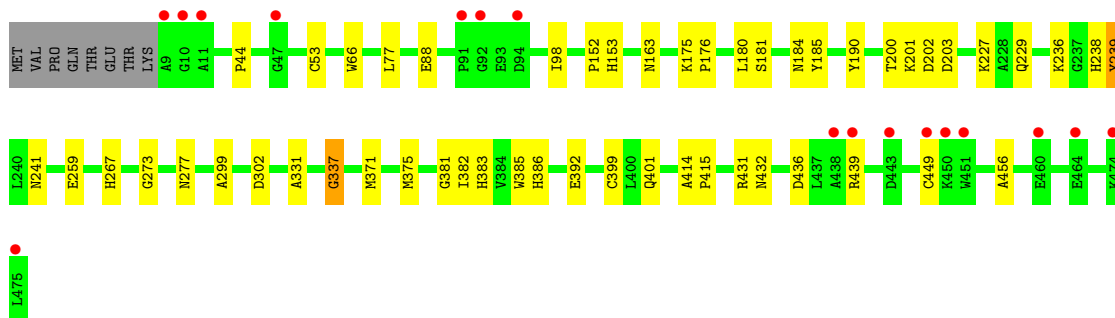 MET VAL PRO GLN THR GLU THR LYS A9 G10 A11 P44 G47 C53 W66 L77 E88 P91 G92 E93 D94 I98 P152 H153 N163 K175 P176 L180 S181 N184 Y185 Y190 T200 K201 D202 D203 K227 A228 Q229 K236 G237 H238
L240 N241 E259 H267 G273 N277 A299 D302 A331 G337 M371 M375 G381 I382 H383 V384 W385 H386 E392 C399 L400 Q401 A414 P415 R431 N432 D436 L437 A438 R439 D443 C449 K450 W451 A456 E460 E464
L475